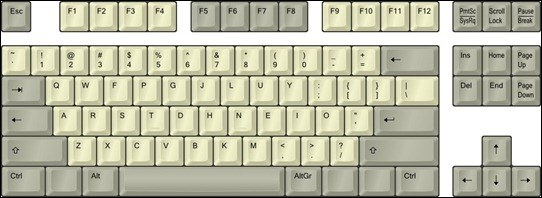 Esc F1 F2 F3 F4 F5 F6 F7 F8 F9 F10 F11 F12 PrntSc Scroll Pause
SysRq Lock Break
~ ! @ # $ % ^ & * ( ) _ + ← Ins Home Page
` 1 2 3 4 5 6 7 8 9 0 - = Up
Q W F P G J L U Y : { } | Del End Page
; [ ] \ Down
← A R S T D H N E I O "
'
⇧ Z X C V B K M < > ? ⇧ ↑
, . /
Ctrl Alt AltGr Ctrl ← ↓ →